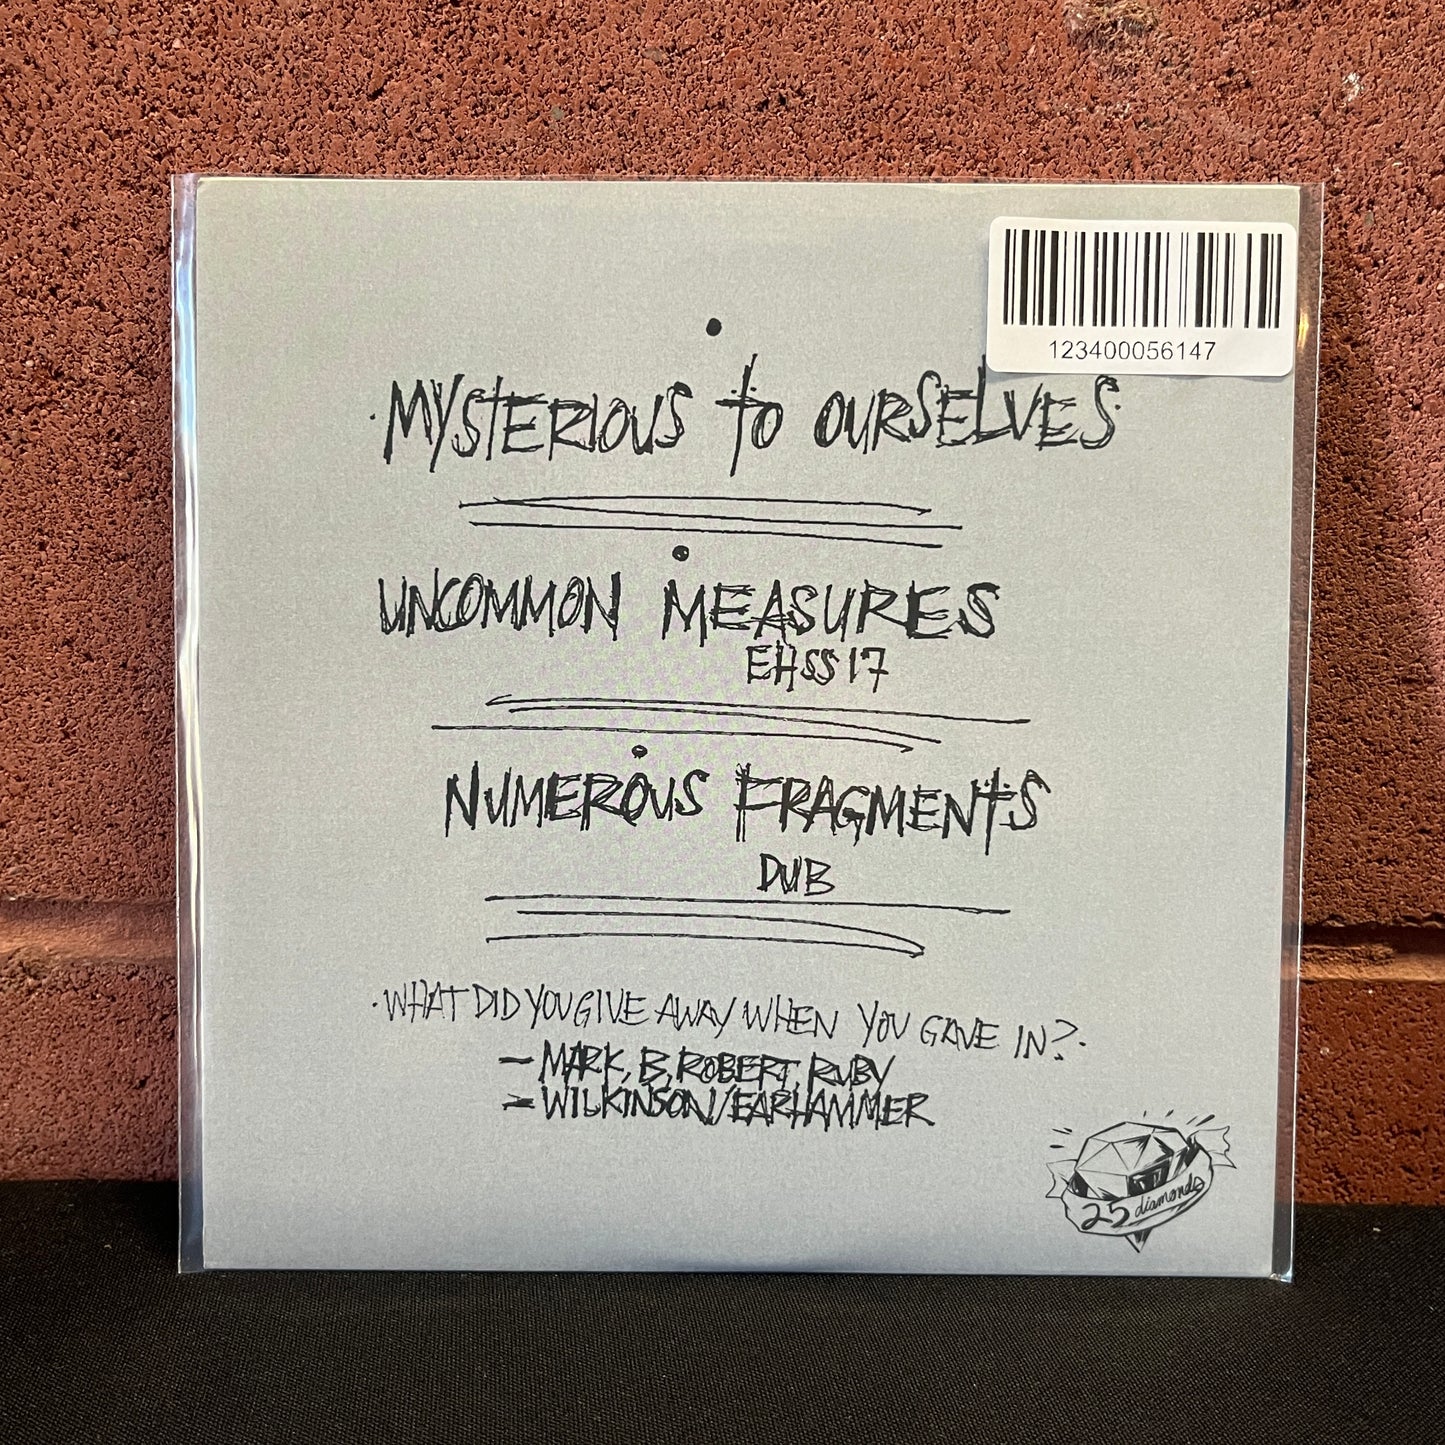 123400056147
·MYSTERIOUS to OURSELVES·
UNCOMMON MEASURES
EHSS17
NUMEROUS FRAGMENTS
DUB
·WHAT DID YOU GIVE AWAY WHEN YOU GAVE IN?·
— MARK, B, ROBERT, RUBY
— WILKINSON/EARHAMMER
25 diamonds